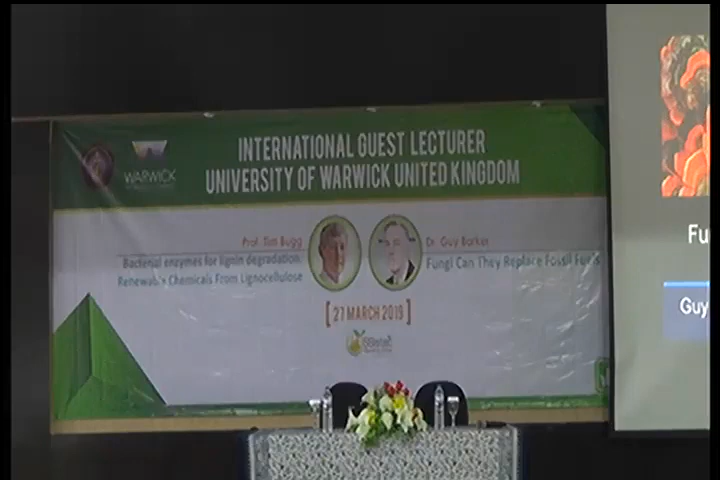 INTERNATIONAL GUEST LECTURER
UNIVERSITY OF WARWICK UNITED KINGDOM
WARWICK
Prof. Tim Bugg
Bacterial enzymes for lignin degradation.
Renewable Chemicals From Lignocellulose
Dr. Guy Barker
Fungi Can They Replace Fossil Fuels
[27 MARCH 2019]
Fu
Guy